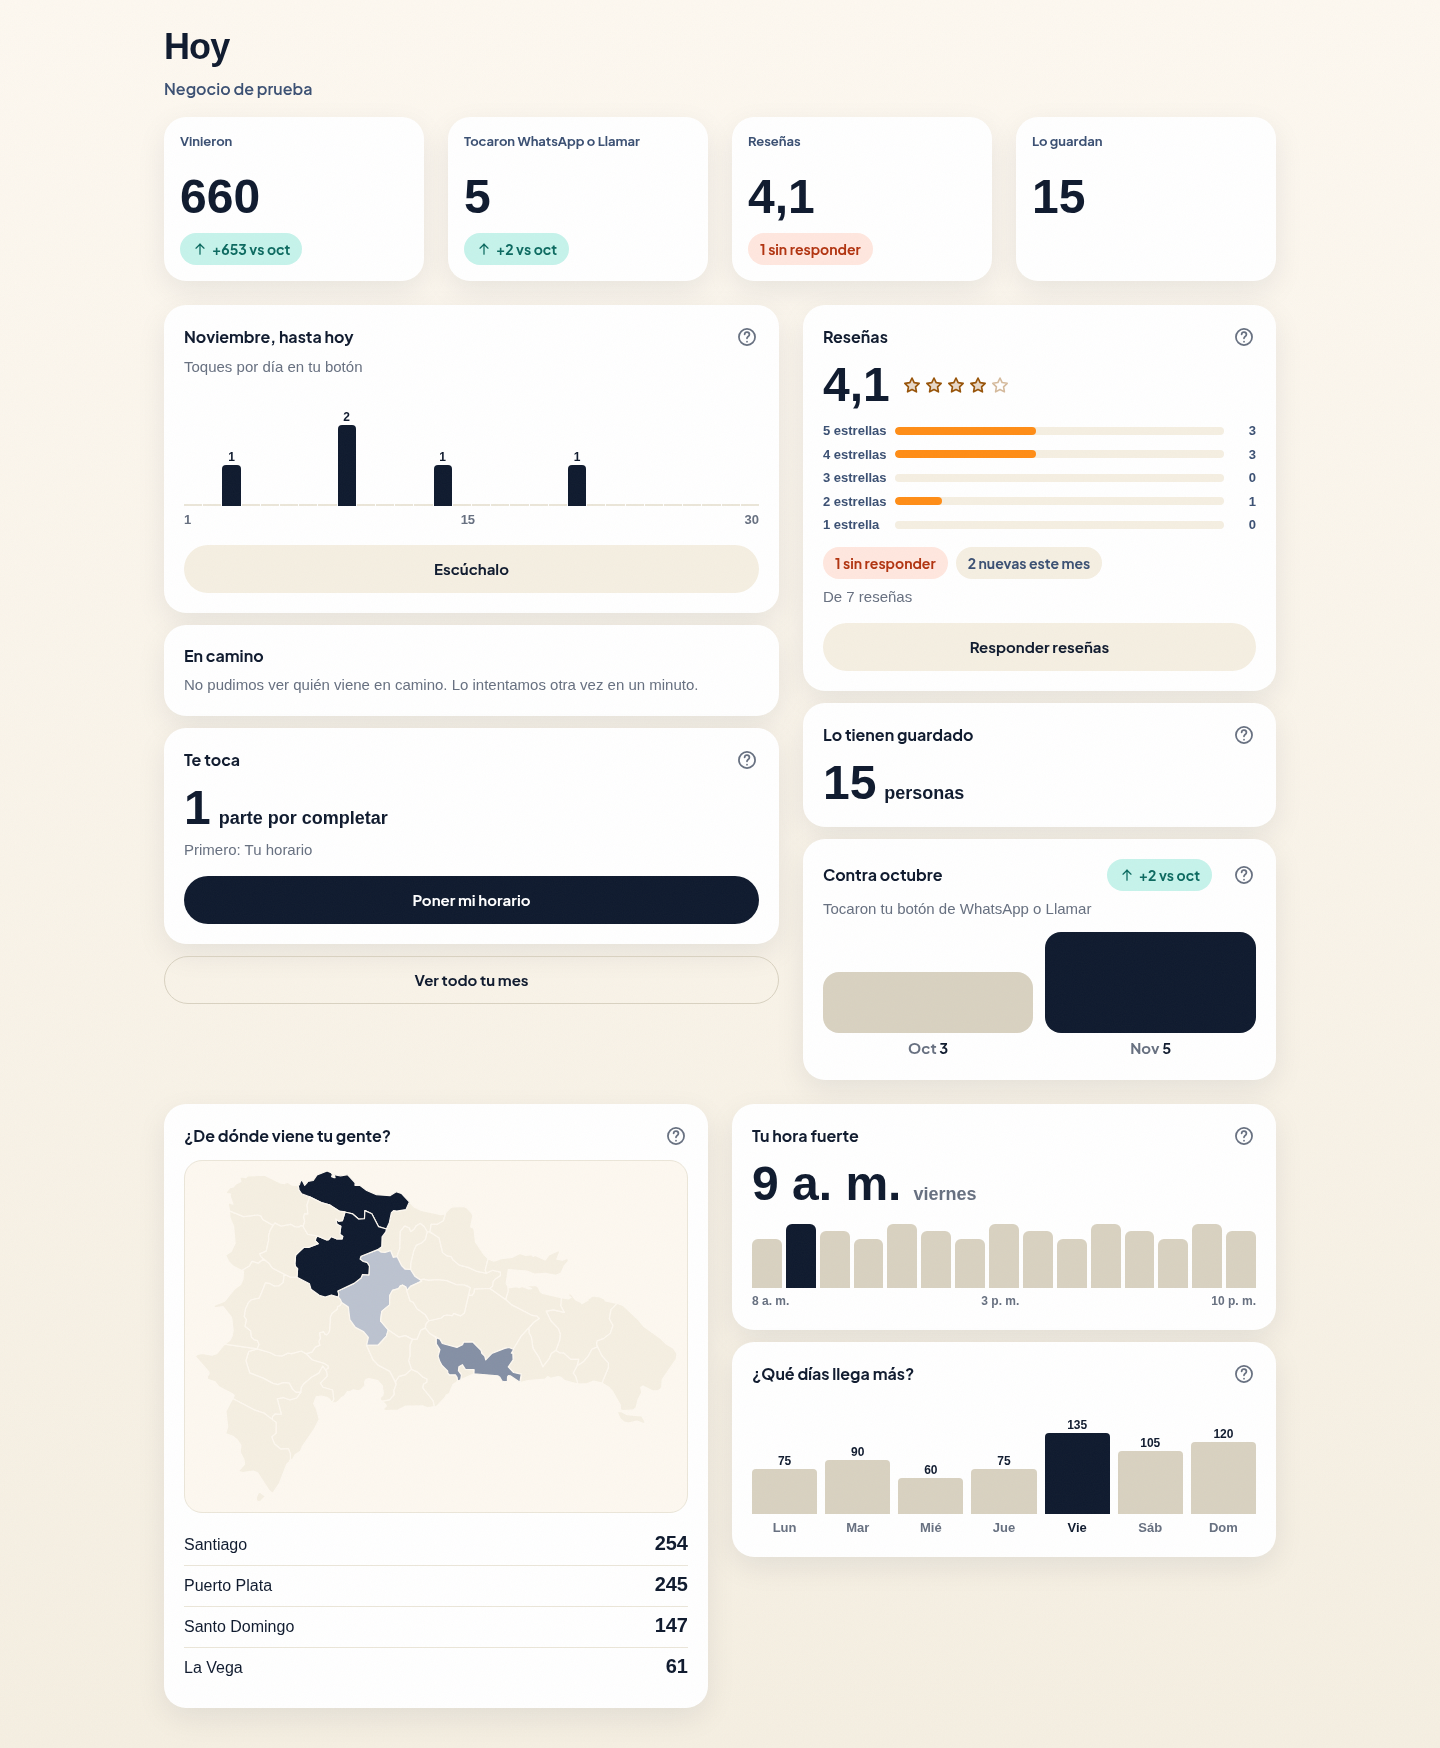 Hoy
Negocio de prueba
Vinieron
660
↑ +653 vs oct
Tocaron WhatsApp o Llamar
5
↑ +2 vs oct
Reseñas
4,1
1 sin responder
Lo guardan
15
Noviembre, hasta hoy
Toques por día en tu botón
1
2
1
1
1
15
30
Escúchalo
En camino
No pudimos ver quién viene en camino. Lo intentamos otra vez en un minuto.
Te toca
1 parte por completar
Primero: Tu horario
Poner mi horario
Ver todo tu mes
Reseñas
4,1
5 estrellas 3
4 estrellas 3
3 estrellas 0
2 estrellas 1
1 estrella 0
1 sin responder
2 nuevas este mes
De 7 reseñas
Responder reseñas
Lo tienen guardado
15 personas
Contra octubre
↑ +2 vs oct
Tocaron tu botón de WhatsApp o Llamar
Oct 3
Nov 5
¿De dónde viene tu gente?
Santiago 254
Puerto Plata 245
Santo Domingo 147
La Vega 61
Tu hora fuerte
9 a. m. viernes
8 a. m.
3 p. m.
10 p. m.
¿Qué días llega más?
75
90
60
75
135
105
120
Lun
Mar
Mié
Jue
Vie
Sáb
Dom